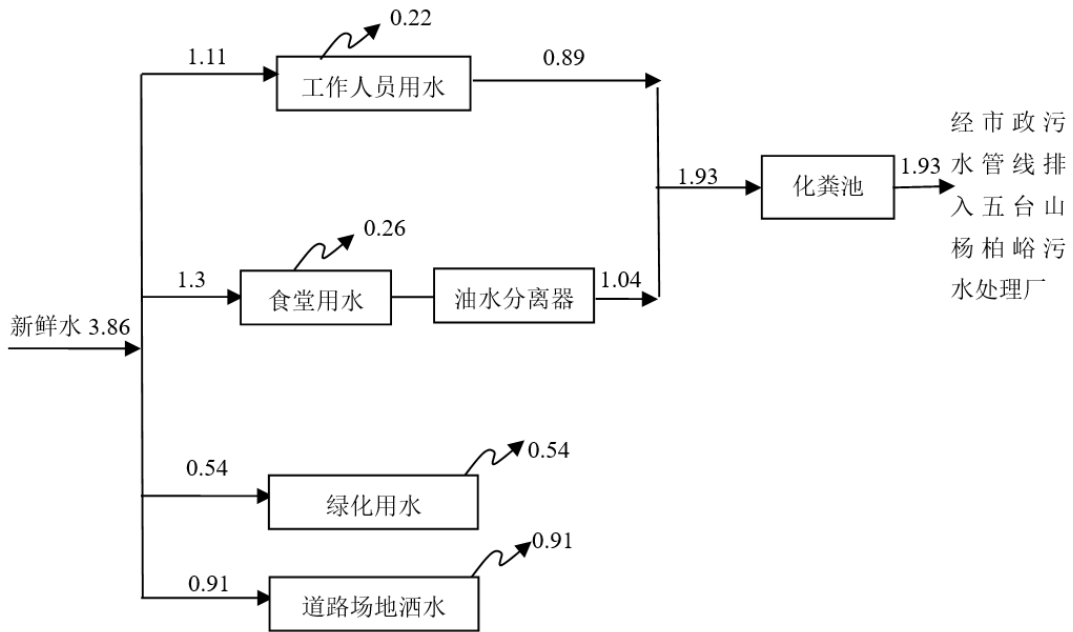 0.22
1.11
工作人员用水
0.89
经市政污
水管线排
入五台山
杨柏峪污
水处理厂
1.93
化粪池
1.93
0.26
1.3
食堂用水
油水分离器
1.04
新鲜水 3.86
0.54
绿化用水
0.54
0.91
道路场地洒水
0.91